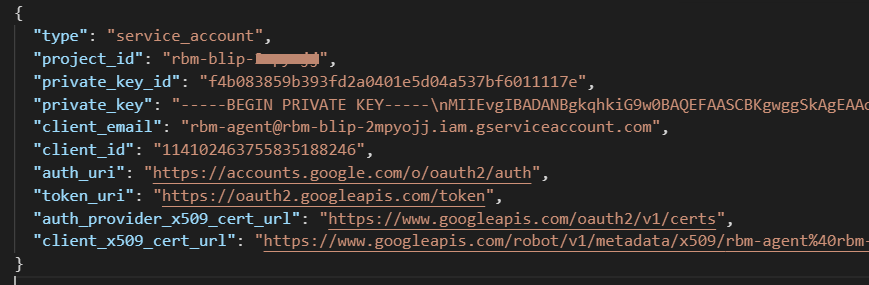 {
"type": "service_account",
"project_id": "rbm-blip-",
"private_key_id": "f4b083859b393fd2a0401e5d04a537bf6011117e",
"private_key": "-----BEGIN PRIVATE KEY-----\nMIIEvgIBADANBgkqhkiG9w0BAQEFAASCBKgwggSkAgEAAo
"client_email": "rbm-agent@rbm-blip-2mpyojj.iam.gserviceaccount.com",
"client_id": "114102463755835188246",
"auth_uri": "https://accounts.google.com/o/oauth2/auth",
"token_uri": "https://oauth2.googleapis.com/token",
"auth_provider_x509_cert_url": "https://www.googleapis.com/oauth2/v1/certs",
"client_x509_cert_url": "https://www.googleapis.com/robot/v1/metadata/x509/rbm-agent%40rbm-
}